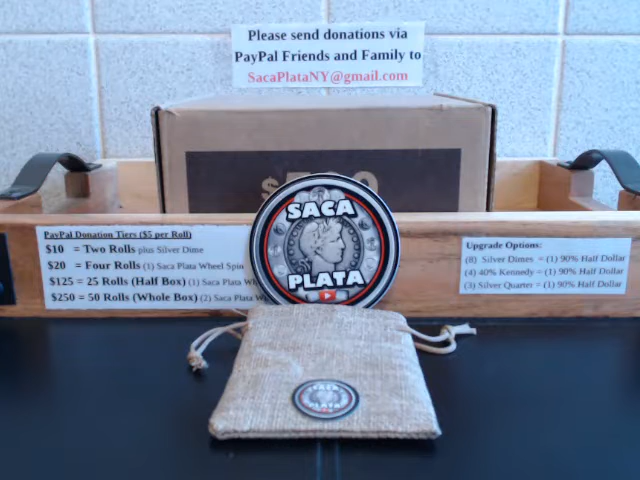 Please send donations via
PayPal Friends and Family to
SacaPlataNY@gmail.com
SACA
PLATA
PayPal Donation Tiers ($5 per Roll)
$10 = Two Rolls plus Silver Dime
$20 = Four Rolls (1) Saca Plata Wheel Spin
$125 = 25 Rolls (Half Box) (1) Saca Plata Wh
$250 = 50 Rolls (Whole Box) (2) Saca Plata W
Upgrade Options:
(8) Silver Dimes = (1) 90% Half Dollar
(4) 40% Kennedy = (1) 90% Half Dollar
(3) Silver Quarter = (1) 90% Half Dollar
SACA
PLATA